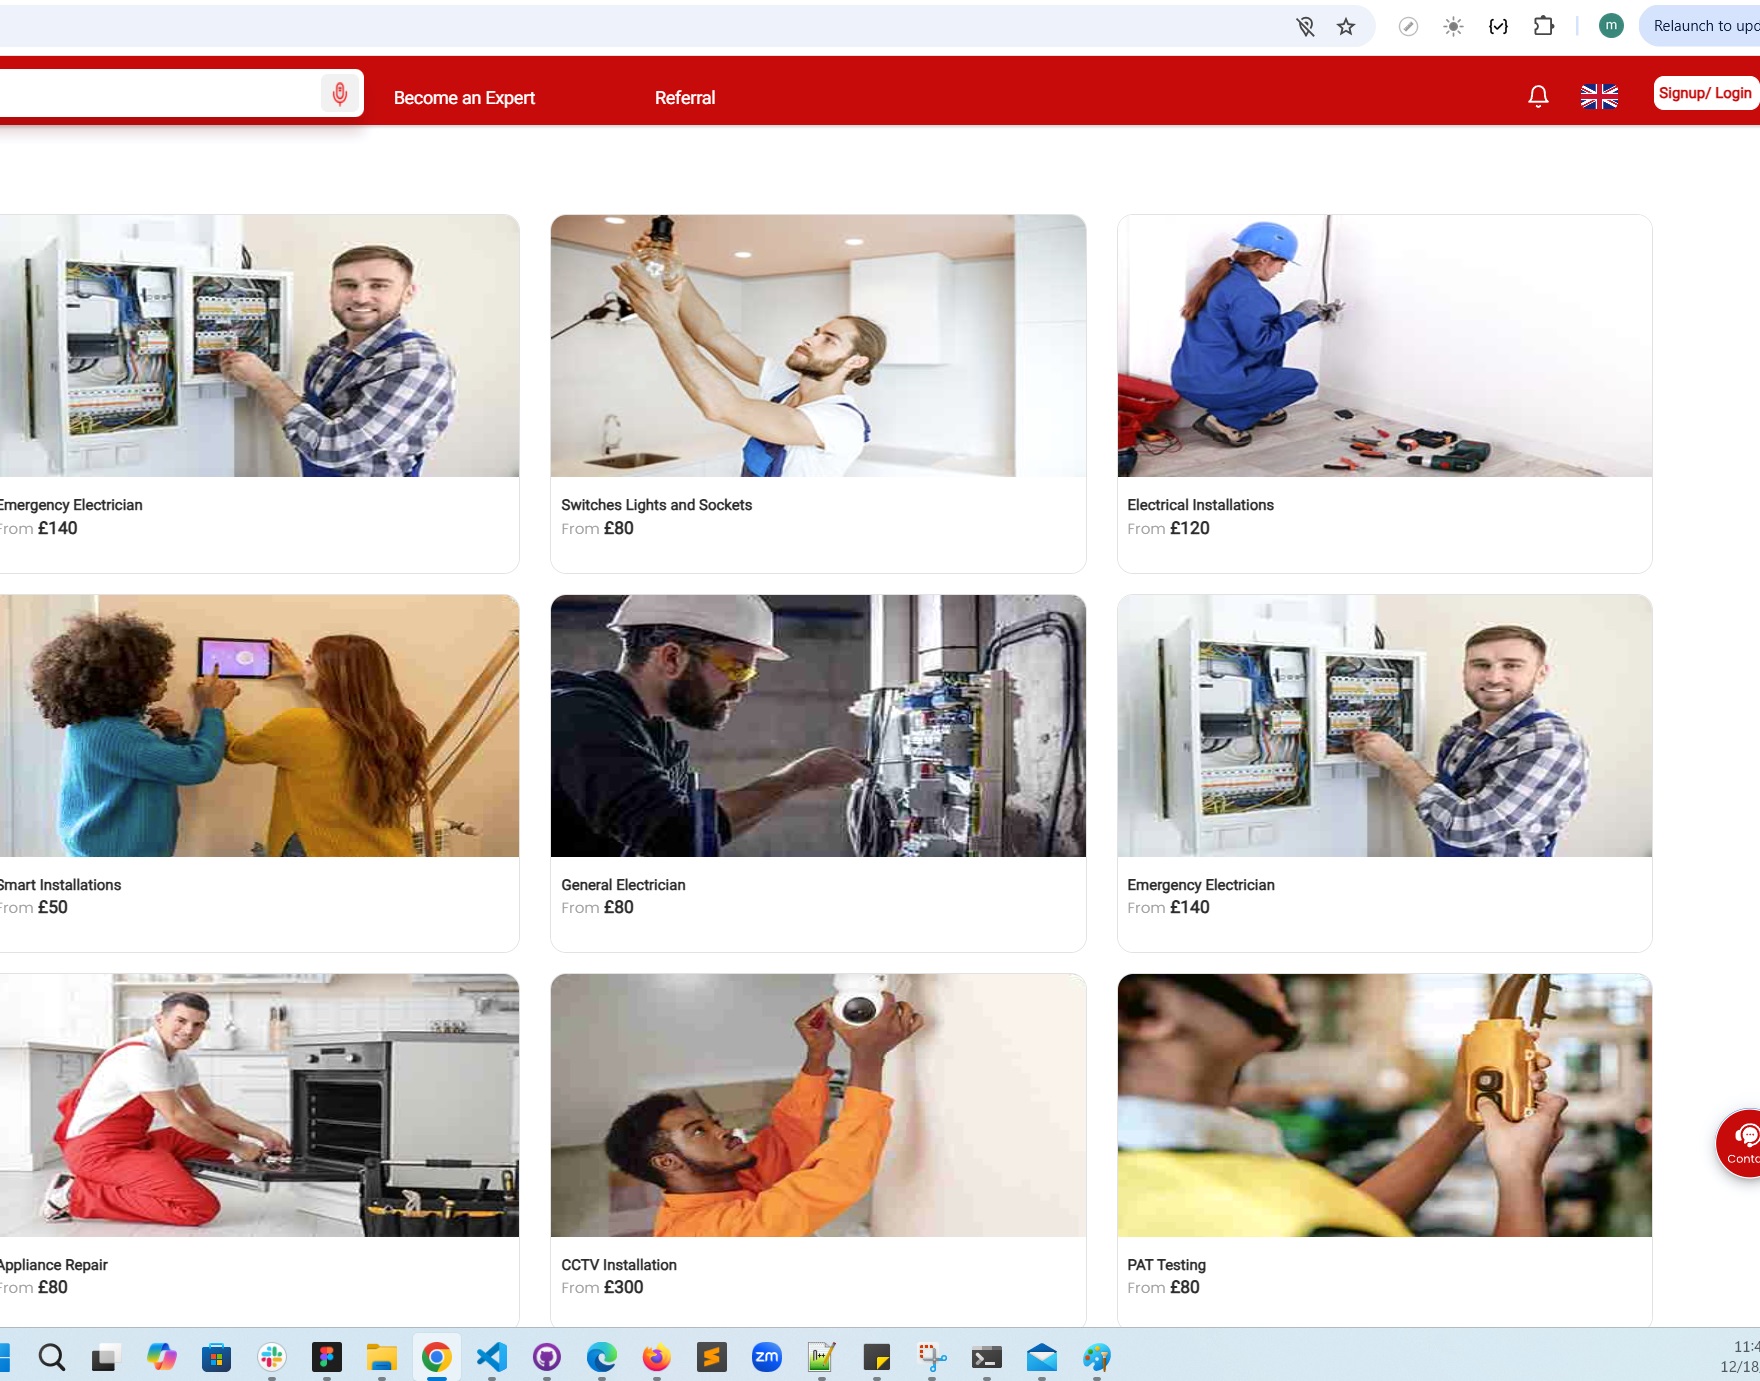 m
Relaunch to upd
Become an Expert
Referral
Signup/ Login
Emergency Electrician
From £140
Switches Lights and Sockets
From £80
Electrical Installations
From £120
Smart Installations
From £50
General Electrician
From £80
Emergency Electrician
From £140
Appliance Repair
From £80
CCTV Installation
From £300
PAT Testing
From £80
Conta
zm
11:4
12/18